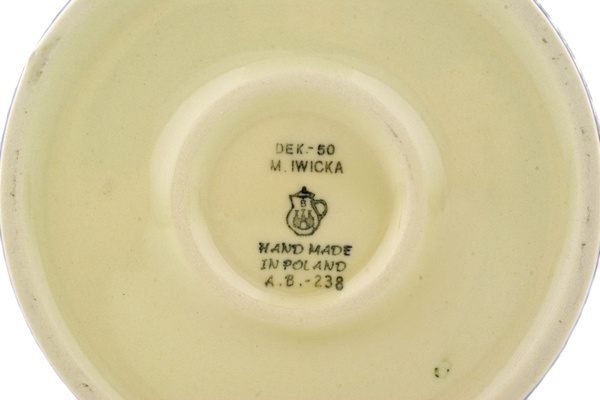 DEK.-50
M. IWICKA
B
HAND MADE
IN POLAND
A.B.-238